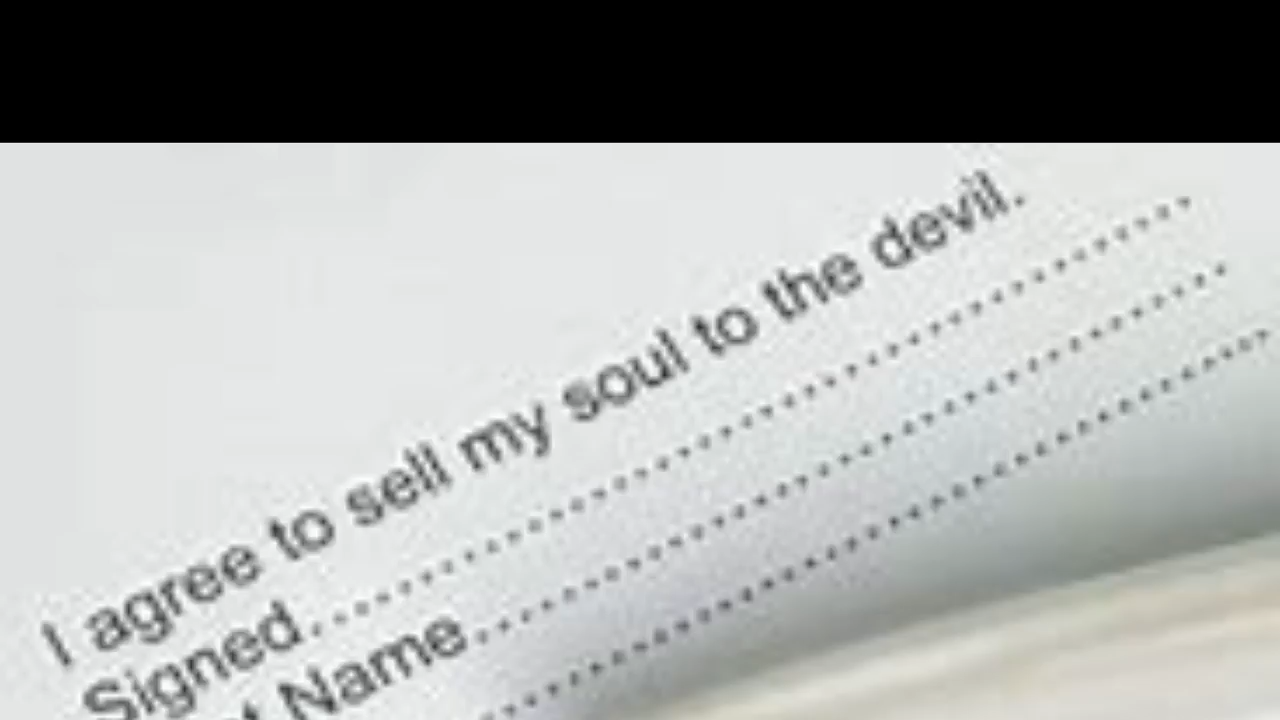 I agree to sell my soul to the devil.
Signed..............................................................
Name......................................................
..........................................................